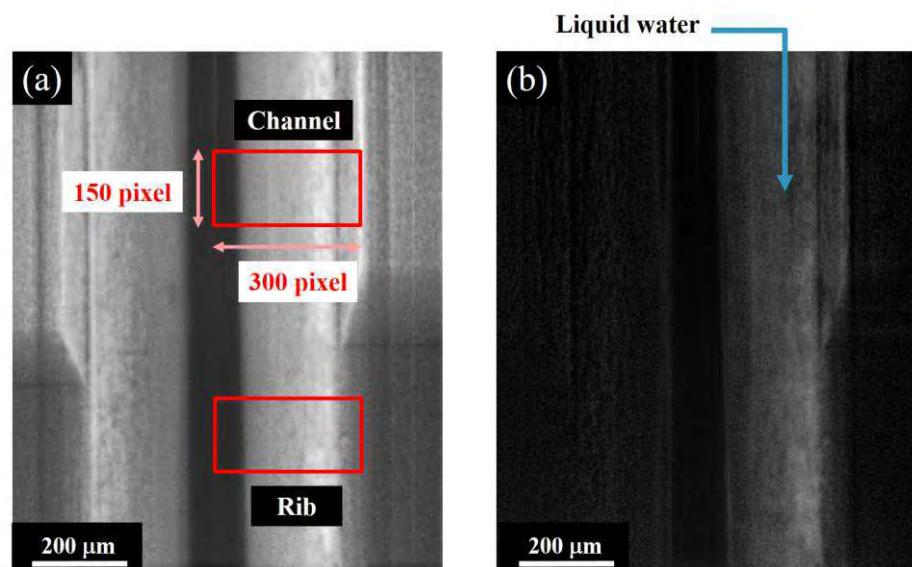 Liquid water
(a)
(b)
Channel
150 pixel
300 pixel
Rib
200 μm
200 μm